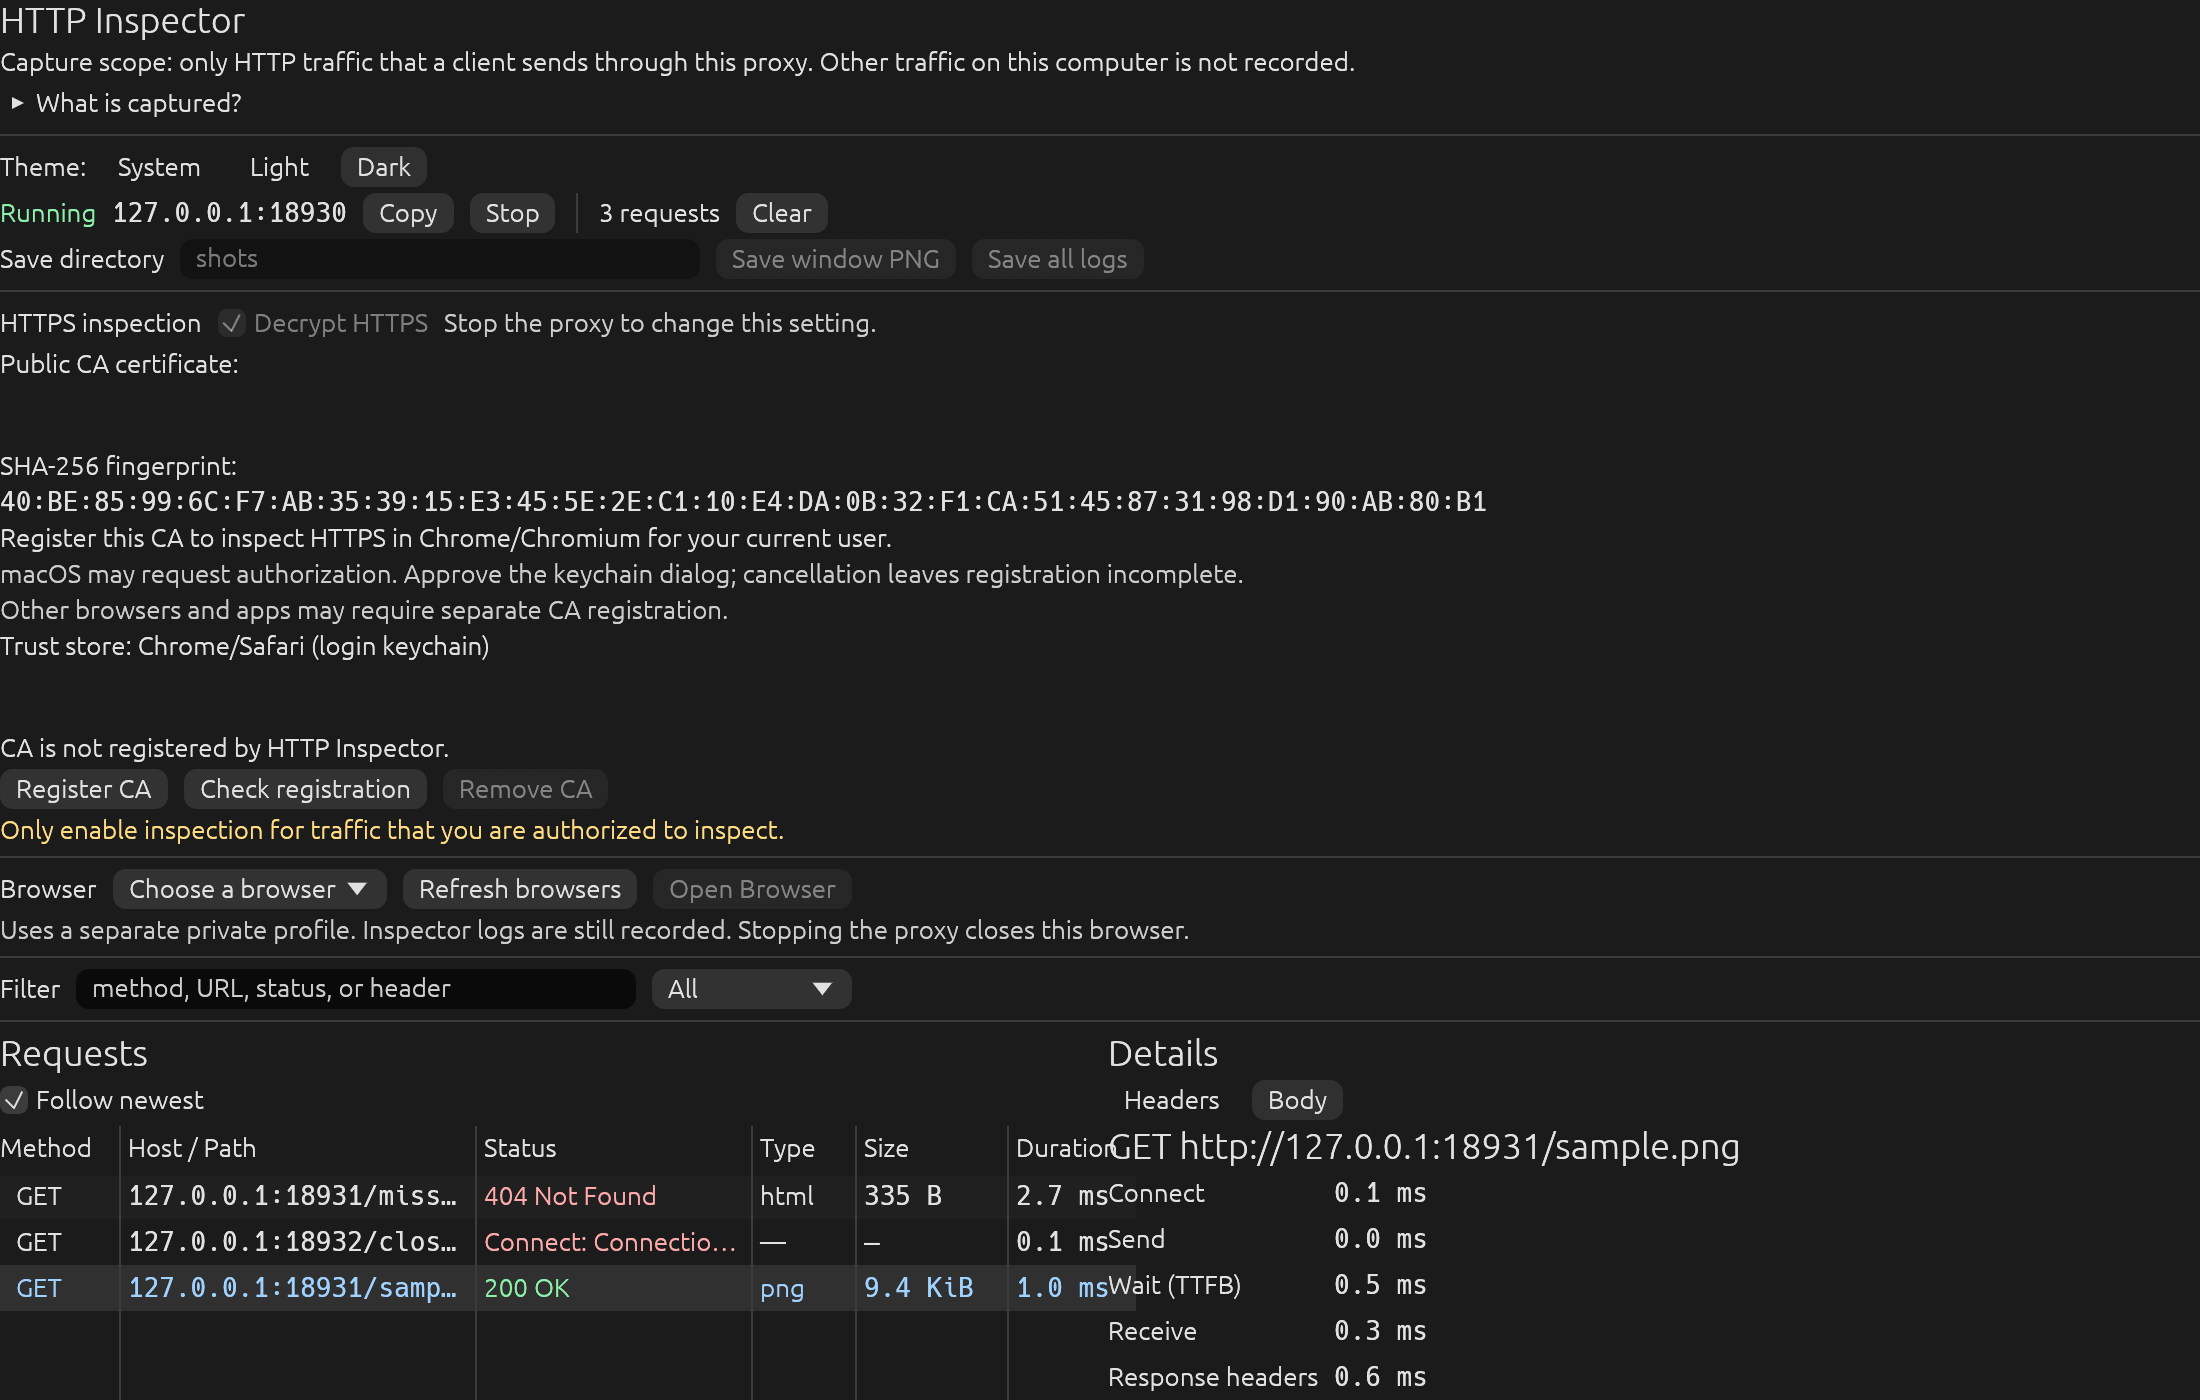 HTTP Inspector
Capture scope: only HTTP traffic that a client sends through this proxy. Other traffic on this computer is not recorded.
▶ What is captured?
Theme: System Light Dark
Running 127.0.0.1:18930 Copy Stop 3 requests Clear
Save directory shots Save window PNG Save all logs
HTTPS inspection Decrypt HTTPS Stop the proxy to change this setting.
Public CA certificate:
SHA-256 fingerprint:
40:BE:85:99:6C:F7:AB:35:39:15:E3:45:5E:2E:C1:10:E4:DA:0B:32:F1:CA:51:45:87:31:98:D1:90:AB:80:B1
Register this CA to inspect HTTPS in Chrome/Chromium for your current user.
macOS may request authorization. Approve the keychain dialog; cancellation leaves registration incomplete.
Other browsers and apps may require separate CA registration.
Trust store: Chrome/Safari (login keychain)
CA is not registered by HTTP Inspector.
Register CA Check registration Remove CA
Only enable inspection for traffic that you are authorized to inspect.
Browser Choose a browser Refresh browsers Open Browser
Uses a separate private profile. Inspector logs are still recorded. Stopping the proxy closes this browser.
Filter method, URL, status, or header All
Requests
Follow newest
Method Host / Path Status Type Size Duration
GET 127.0.0.1:18931/miss… 404 Not Found html 335 B 2.7 ms
GET 127.0.0.1:18932/clos… Connect: Connectio… — — 0.1 ms
GET 127.0.0.1:18931/samp… 200 OK png 9.4 KiB 1.0 ms
Details
Headers Body
GET http://127.0.0.1:18931/sample.png
Connect 0.1 ms
Send 0.0 ms
Wait (TTFB) 0.5 ms
Receive 0.3 ms
Response headers 0.6 ms